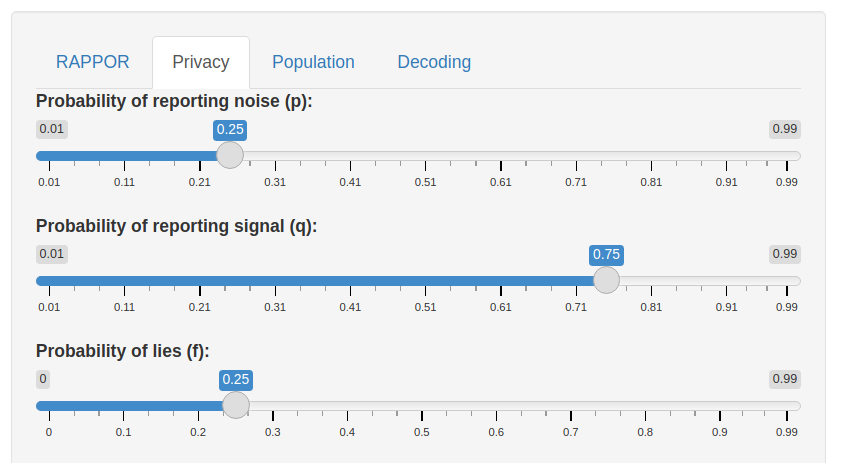 RAPPOR Privacy Population Decoding
Probability of reporting noise (p):
0.01 0.25 0.99
0.01 0.11 0.21 0.31 0.41 0.51 0.61 0.71 0.81 0.91 0.99
Probability of reporting signal (q):
0.01 0.75 0.99
0.01 0.11 0.21 0.31 0.41 0.51 0.61 0.71 0.81 0.91 0.99
Probability of lies (f):
0 0.25 0.99
0 0.1 0.2 0.3 0.4 0.5 0.6 0.7 0.8 0.9 0.99